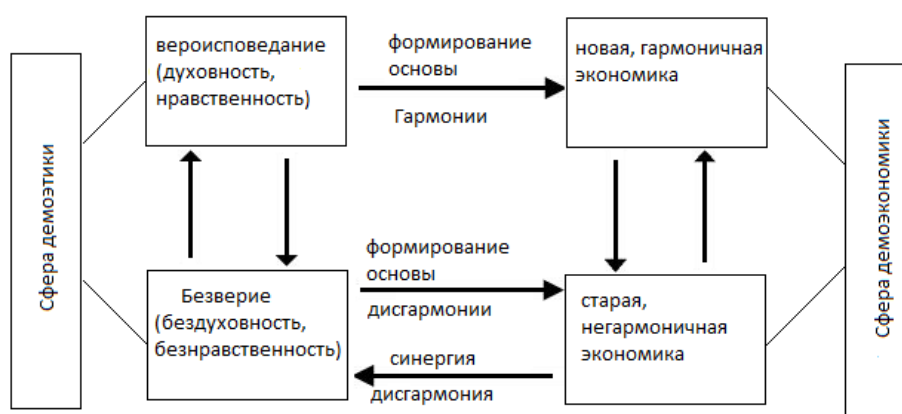 Сфера демоэтики
вероисповедание
(духовность,
нравственность)
формирование
основы
Гармонии
новая, гармоничная
экономика
Безверие
(бездуховность,
безнравственность)
формирование
основы
дисгармонии
синергия
дисгармония
старая,
негармоничная
экономика
Сфера демоэкономики